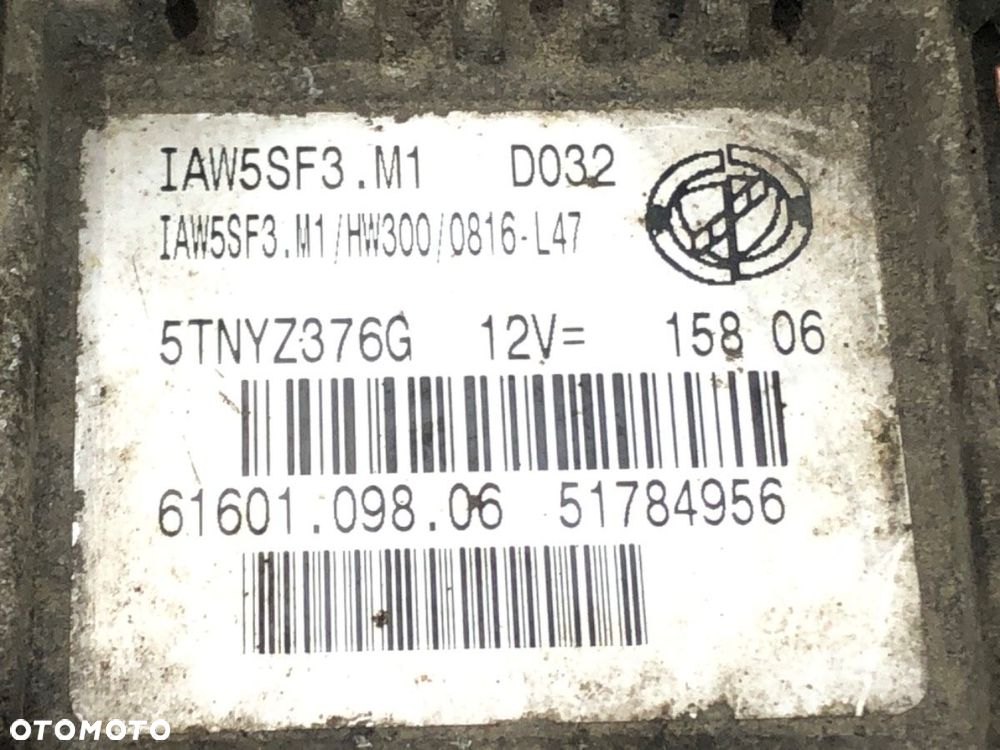 IAW5SF3.M1 D032
IAW5SF3.M1/HW300/0816-L47
5TNYZ376G 12V= 158 06
61601.098.06 51784956
OTOMOTO